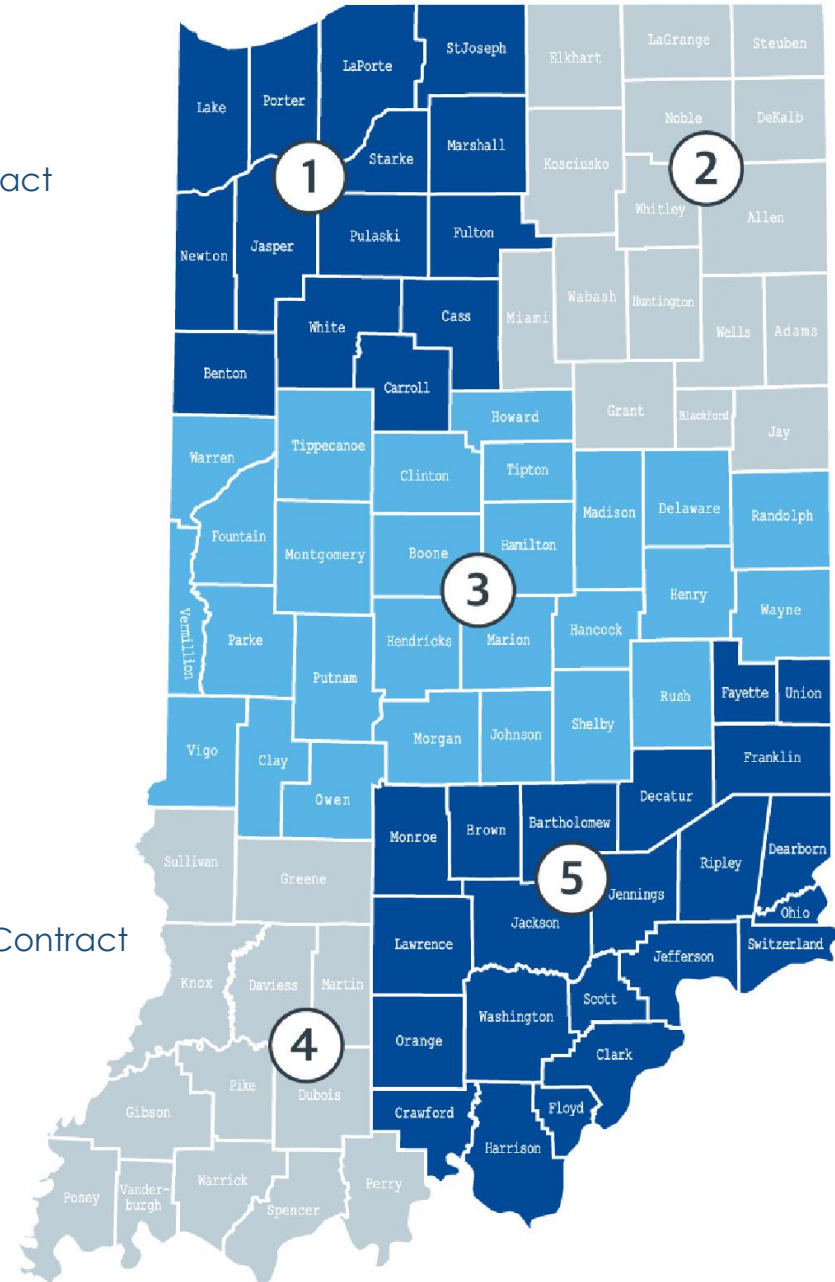 StJoseph
LaGrange
Steuben
Elkhart
LaPorte
Lake
Porter
Noble
DeKalb
act
Starke
Marshall
Kosciusko
1
2
Whitley
Allen
Newton
Jasper
Pulaski
Fulton
Wabash
Huntington
White
Cass
Miami
Wells
Adams
Benton
Carroll
Howard
Grant
Blackford
Jay
Warren
Tippecanoe
Clinton
Tipton
Madison
Delaware
Randolph
Fountain
Montgomery
Boone
Hamilton
3
Henry
Wayne
Vermillion
Parke
Hendricks
Marion
Hancock
Putnam
Rush
Fayette
Union
Vigo
Clay
Morgan
Johnson
Shelby
Franklin
Owen
Decatur
Monroe
Brown
Bartholomew
Sullivan
Greene
5
Jennings
Ripley
Dearborn
Ohio
Contract
Lawrence
Jackson
Jefferson
Switzerland
Knox
Daviess
Martin
Scott
Washington
4
Orange
Clark
Pike
Dubois
Gibson
Crawford
Floyd
Harrison
Posey
Vander-
burgh
Warrick
Spencer
Perry